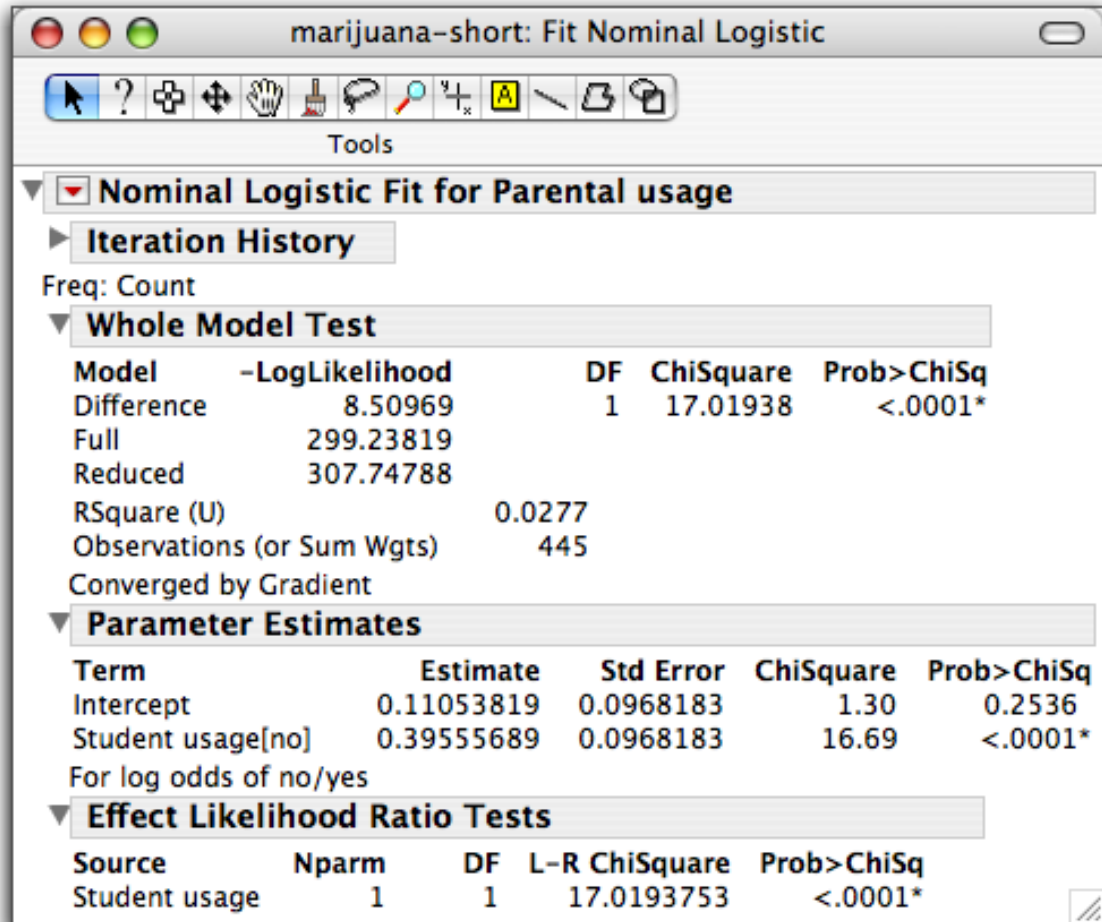 marijuana-short: Fit Nominal Logistic
?
A
Tools
Nominal Logistic Fit for Parental usage
Iteration History
Freq: Count
Whole Model Test
Model -LogLikelihood DF ChiSquare Prob>ChiSq
Difference 8.50969 1 17.01938 <.0001*
Full 299.23819
Reduced 307.74788
RSquare (U) 0.0277
Observations (or Sum Wgts) 445
Converged by Gradient
Parameter Estimates
Term Estimate Std Error ChiSquare Prob>ChiSq
Intercept 0.11053819 0.0968183 1.30 0.2536
Student usage[no] 0.39555689 0.0968183 16.69 <.0001*
For log odds of no/yes
Effect Likelihood Ratio Tests
Source Nparm DF L-R ChiSquare Prob>ChiSq
Student usage 1 1 17.0193753 <.0001*